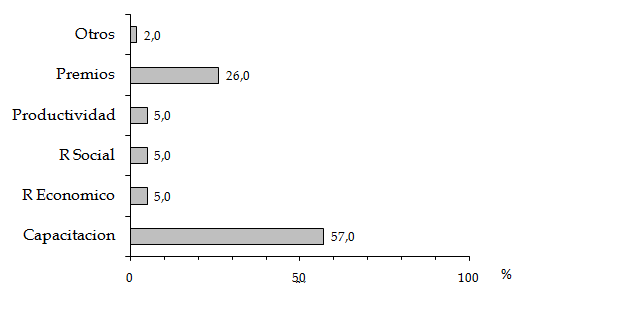 Otros 2,0
Premios 26,0
Productividad 5,0
R Social 5,0
R Economico 5,0
Capacitacion 57,0
0 50 100 %